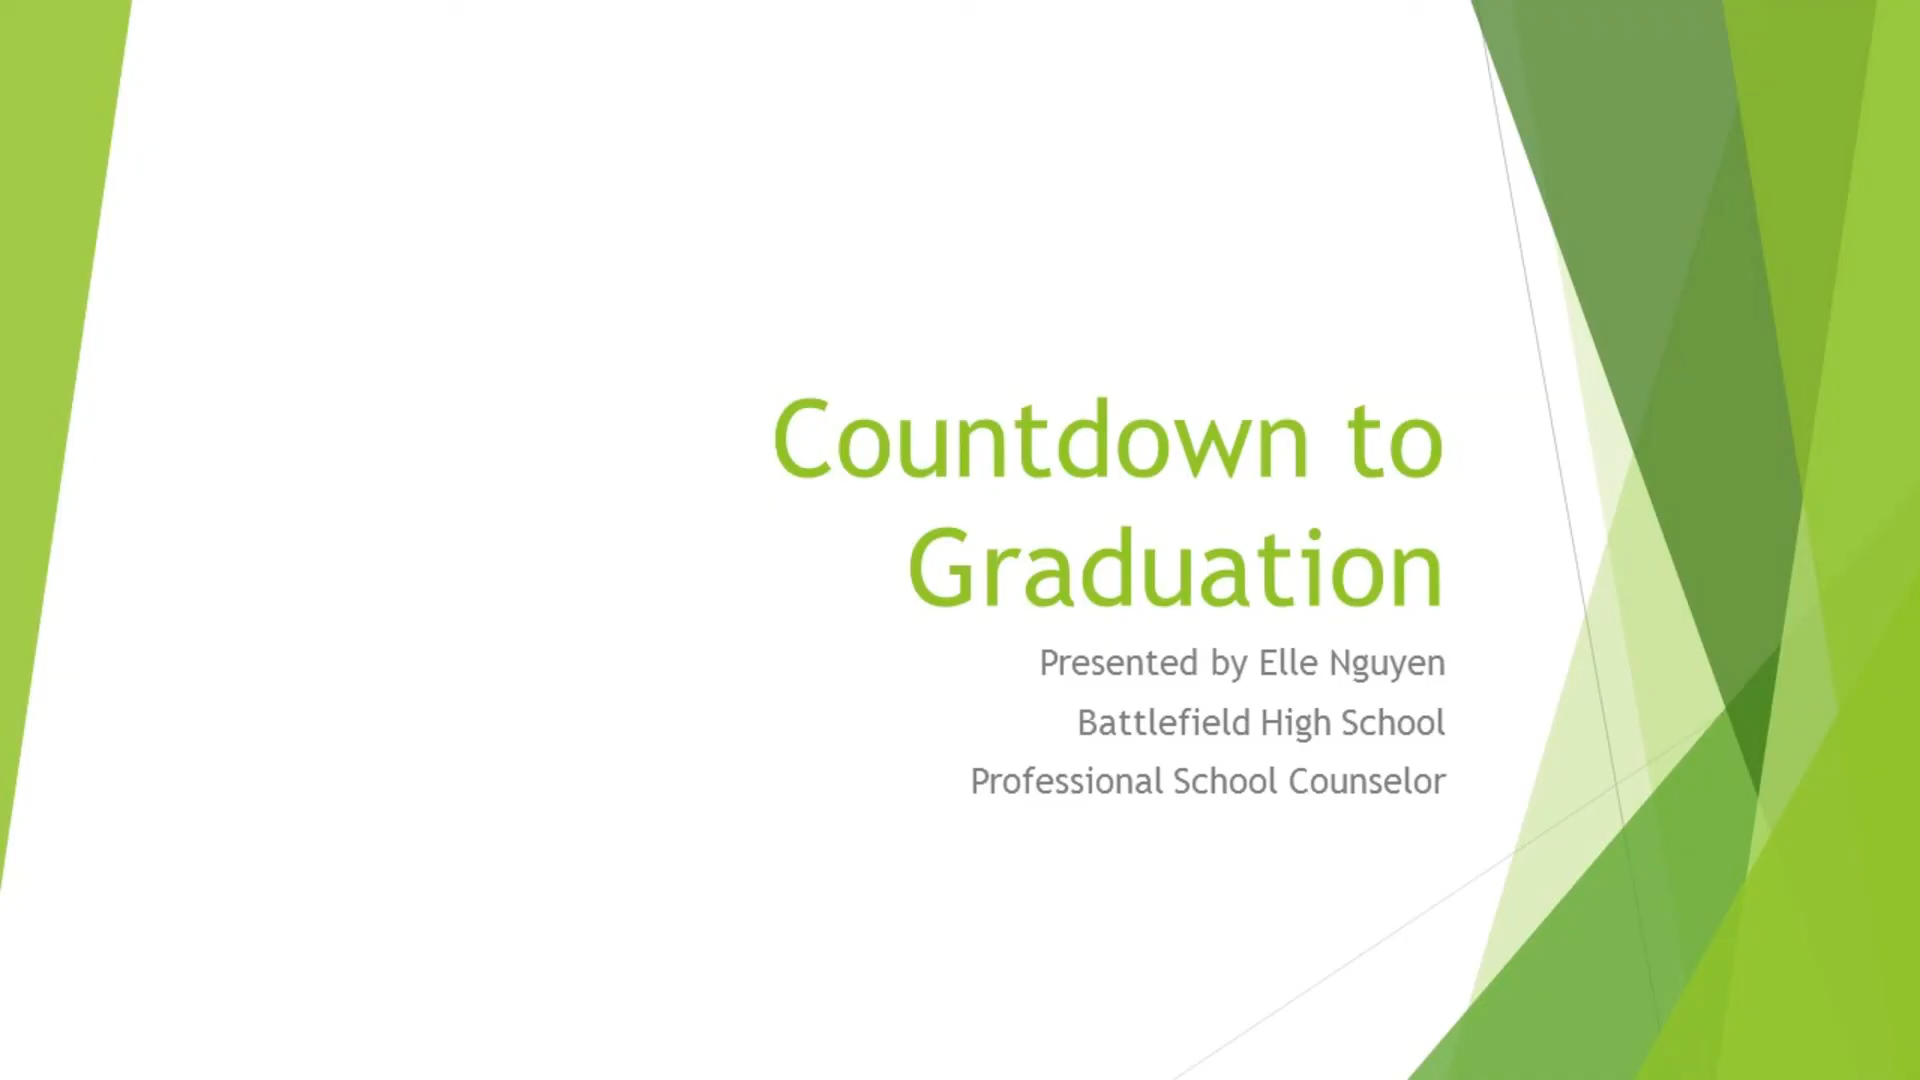 Countdown to
Graduation
Presented by Elle Nguyen
Battlefield High School
Professional School Counselor